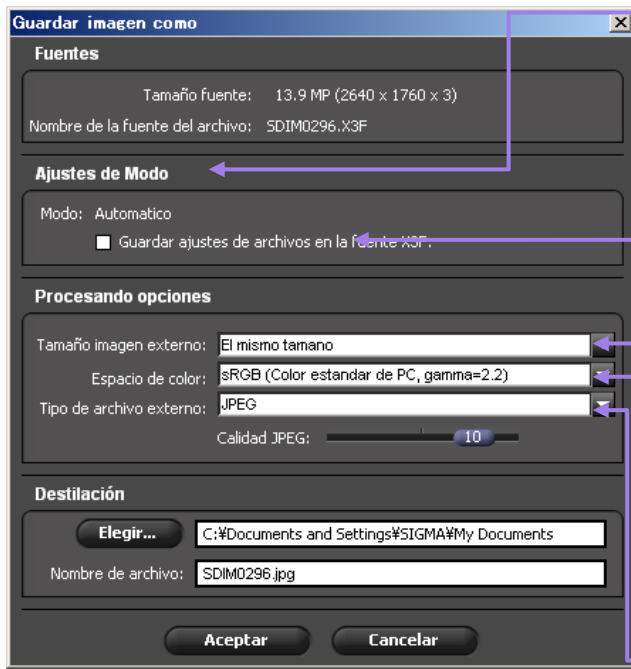 Guardar imagen como
Fuentes
Tamaño fuente: 13.9 MP (2640 x 1760 x 3)
Nombre de la fuente del archivo: SDIM0296.X3F
Ajustes de Modo
Modo: Automatico
Guardar ajustes de archivos en la fuente X3F.
Procesando opciones
Tamaño imagen externo: El mismo tamano
Espacio de color: sRGB (Color estandar de PC, gamma=2.2)
Tipo de archivo externo: JPEG
Calidad JPEG: 10
Destilación
Elegir... C:¥Documents and Settings¥SIGMA¥My Documents
Nombre de archivo: SDIM0296.jpg
Aceptar Cancelar